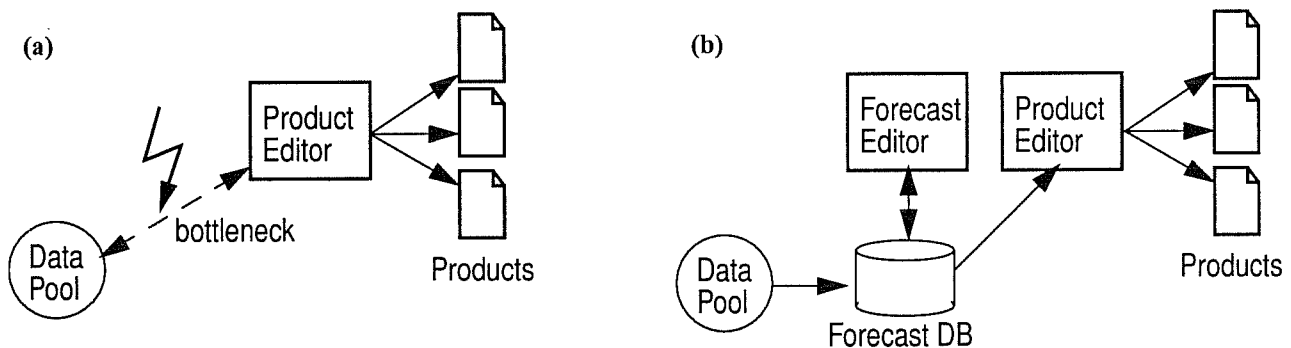 (a)
Product
Editor
bottleneck
Data
Pool
Products
(b)
Forecast
Editor
Product
Editor
Data
Pool
Forecast DB
Products